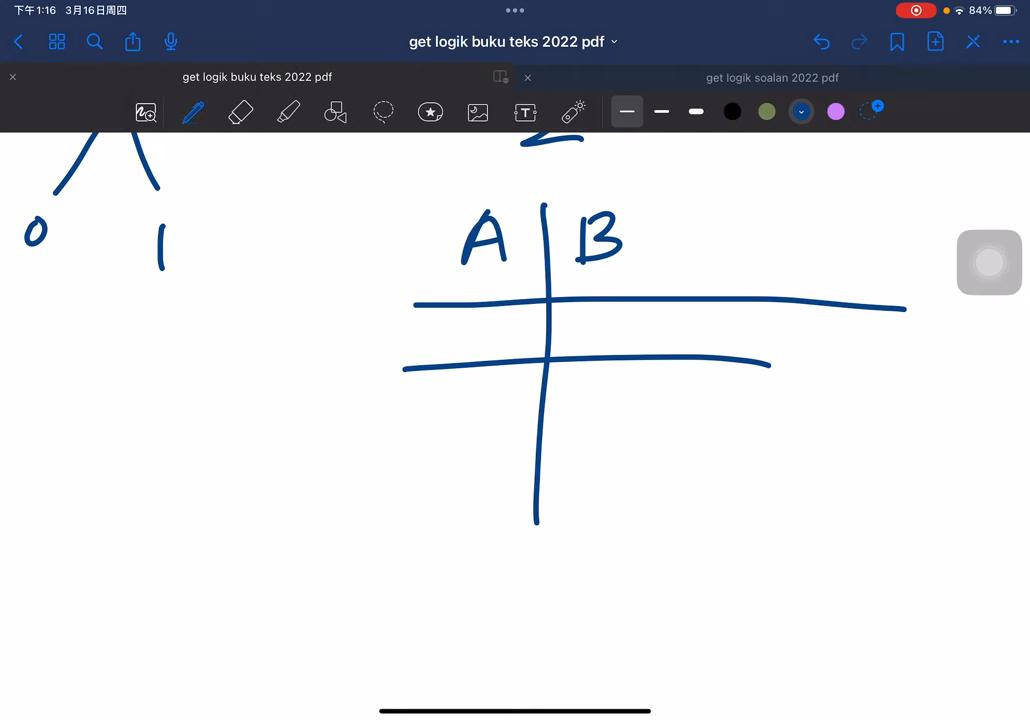 下午1:16 3月16日周四
84%
get logik buku teks 2022 pdf
get logik buku teks 2022 pdf
get logik soalan 2022 pdf
T
0 1
A B